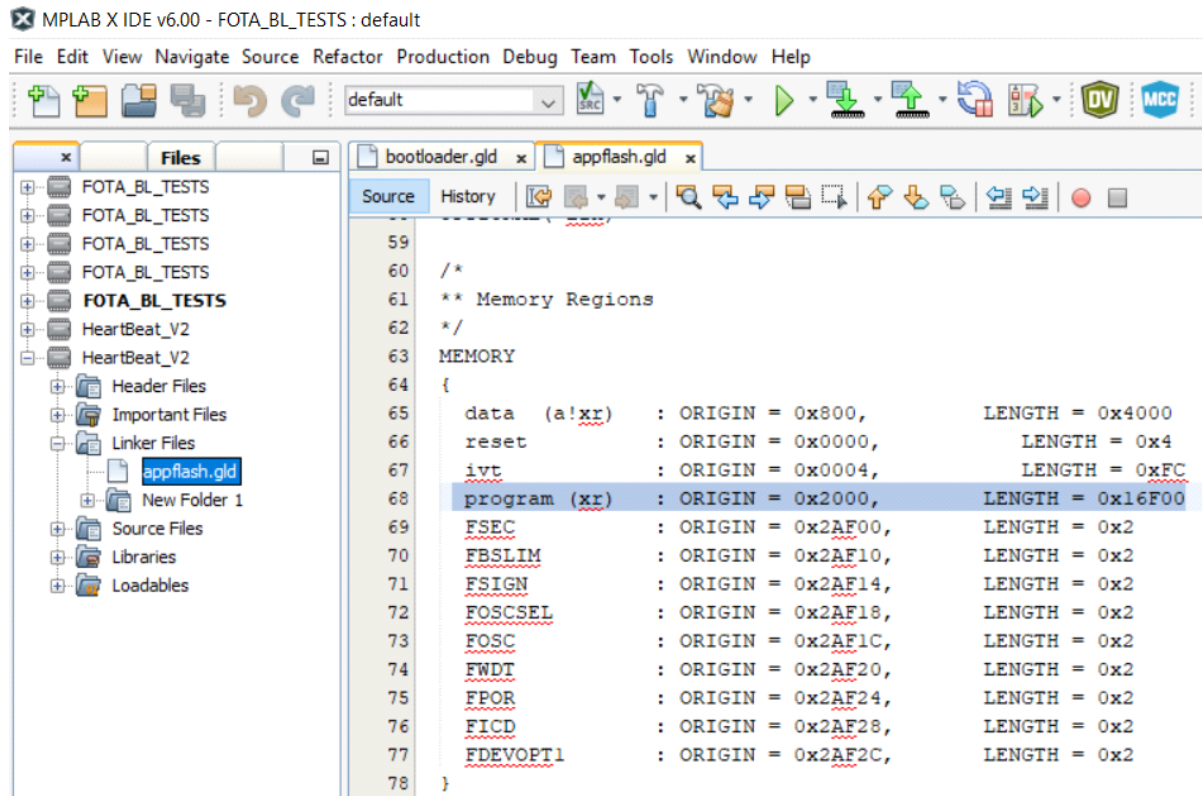 MPLAB X IDE v6.00 - FOTA_BL_TESTS : default
File Edit View Navigate Source Refactor Production Debug Team Tools Window Help
default
SRC
DV
MCC
Files
FOTA_BL_TESTS
FOTA_BL_TESTS
FOTA_BL_TESTS
FOTA_BL_TESTS
FOTA_BL_TESTS
HeartBeat_V2
HeartBeat_V2
Header Files
Important Files
Linker Files
appflash.gld
New Folder 1
Source Files
Libraries
Loadables
bootloader.gld x appflash.gld x
Source History
59
60 /*
61 ** Memory Regions
62 */
63 MEMORY
64 {
65 data (a!xr) : ORIGIN = 0x800, LENGTH = 0x4000
66 reset : ORIGIN = 0x0000, LENGTH = 0x4
67 ivt : ORIGIN = 0x0004, LENGTH = 0xFC
68 program (xr) : ORIGIN = 0x2000, LENGTH = 0x16F00
69 FSEC : ORIGIN = 0x2AF00, LENGTH = 0x2
70 FBSLIM : ORIGIN = 0x2AF10, LENGTH = 0x2
71 FSIGN : ORIGIN = 0x2AF14, LENGTH = 0x2
72 FOSCSEL : ORIGIN = 0x2AF18, LENGTH = 0x2
73 FOSC : ORIGIN = 0x2AF1C, LENGTH = 0x2
74 FWDT : ORIGIN = 0x2AF20, LENGTH = 0x2
75 FPOR : ORIGIN = 0x2AF24, LENGTH = 0x2
76 FICD : ORIGIN = 0x2AF28, LENGTH = 0x2
77 FDEVOPT1 : ORIGIN = 0x2AF2C, LENGTH = 0x2
78 }